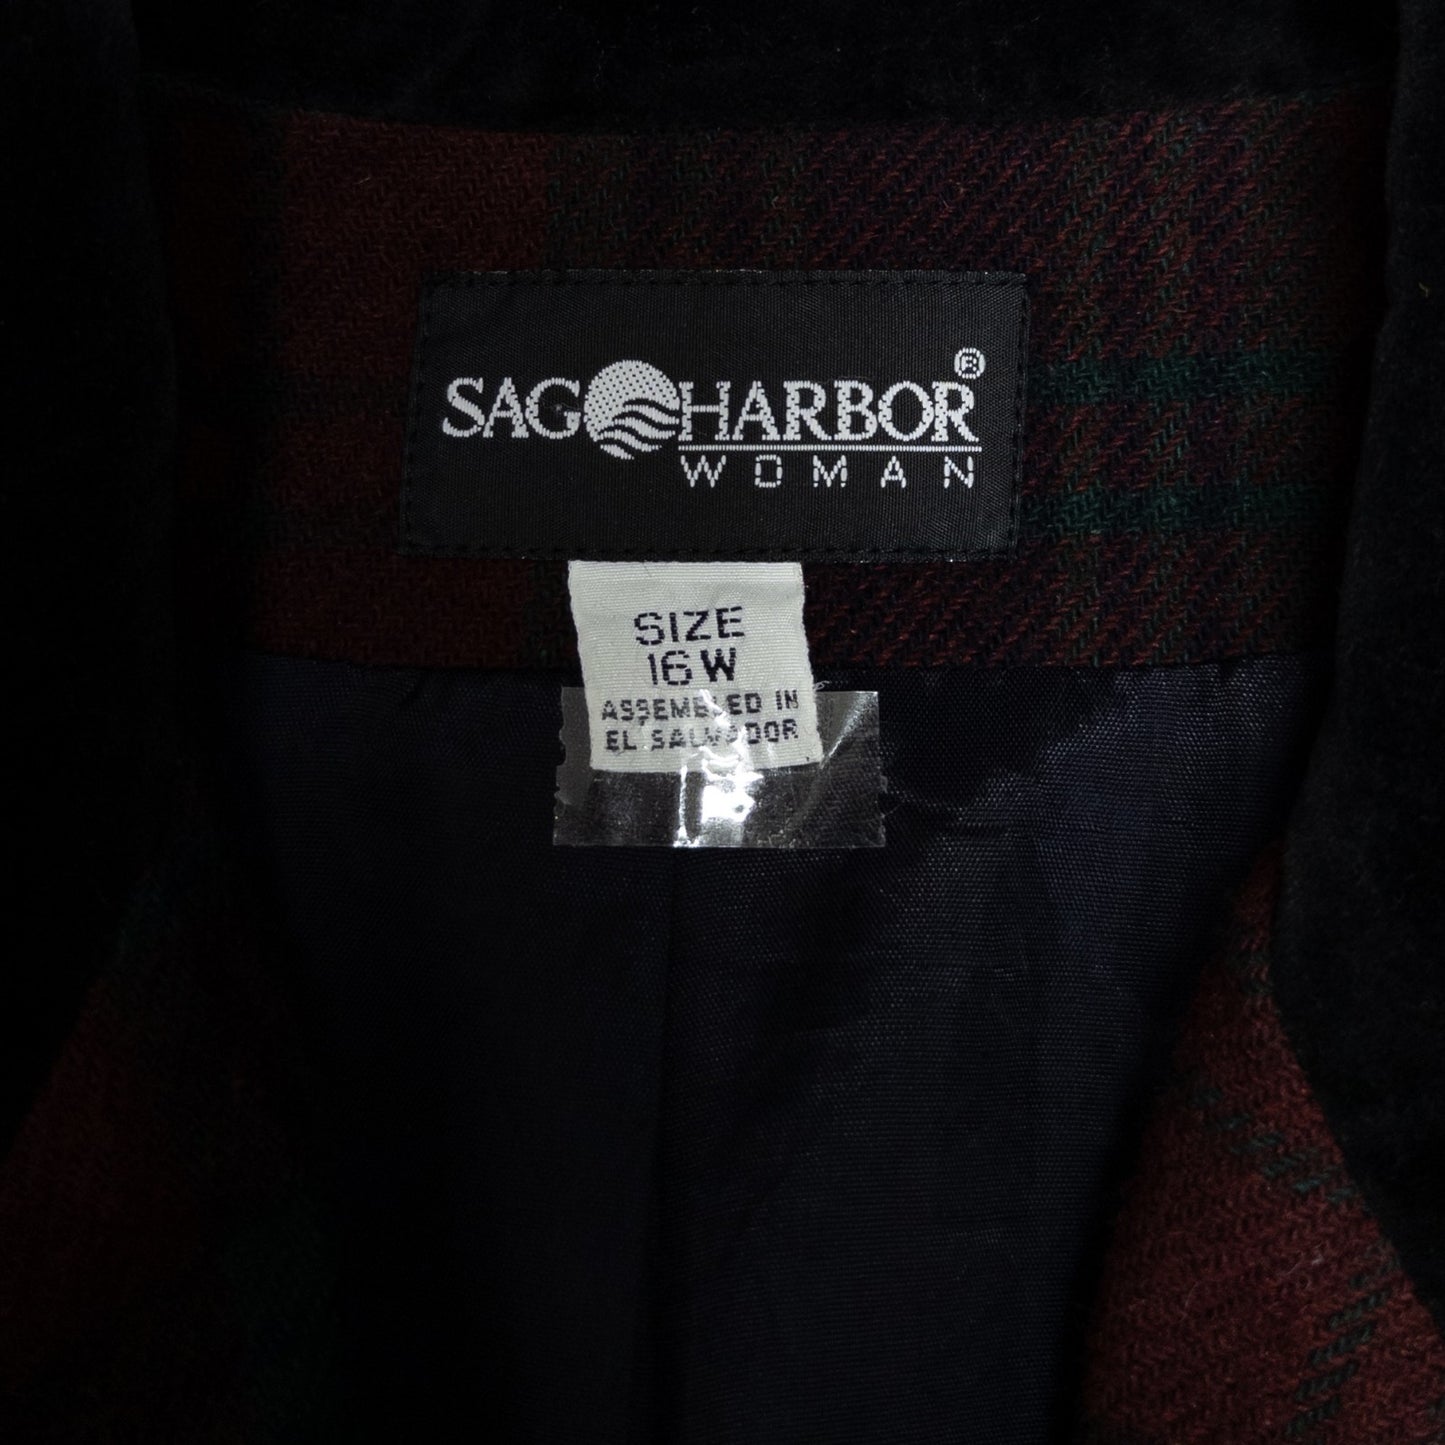 SAG HARBOR®
WOMAN
SIZE
16W
ASSEMBLED IN
EL SALVADOR